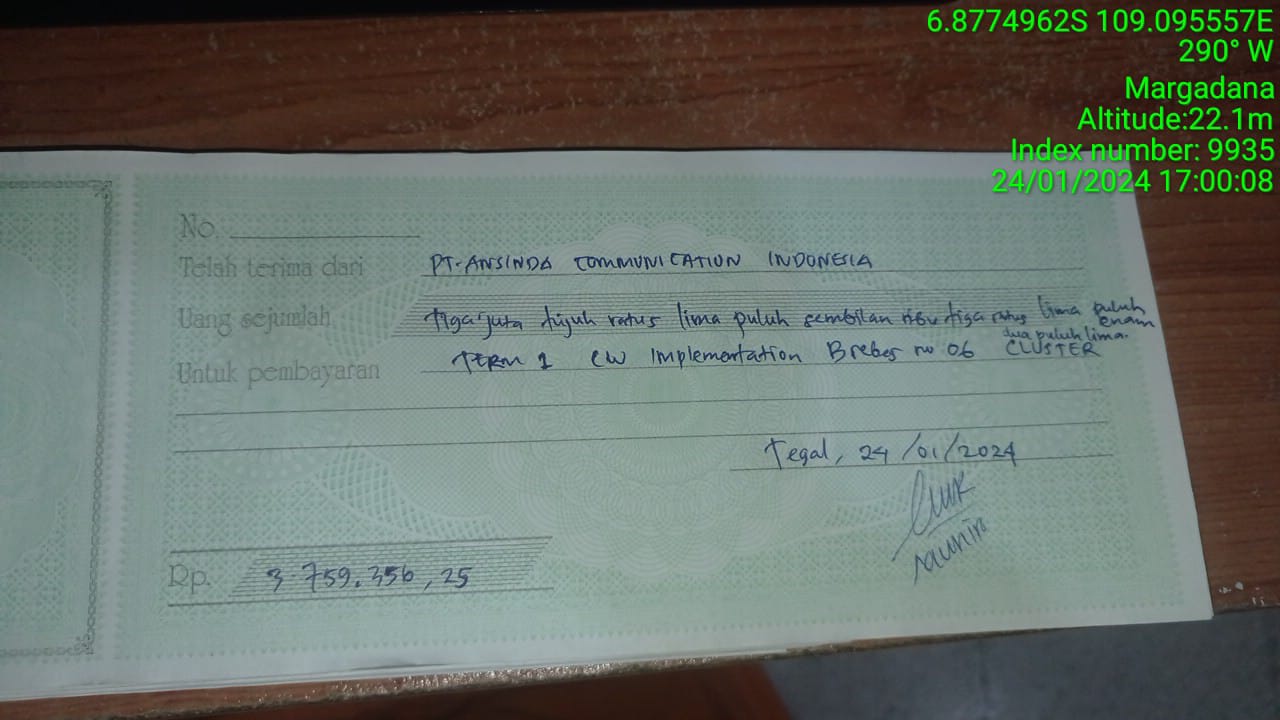 6.8774962S 109.095557E
290° W
Margadana
Altitude:22.1m
Index number: 9935
24/01/2024 17:00:08
No.
Telah terima dari PT. ANSINDA COMMUNICATION INDONESIA
Uang sejumlah tiga juta tujuh ratus lima puluh sembilan ribu tiga ratus lima puluh enam
dua puluh lima.
Untuk pembayaran TERM 1 CW Implementation Brebes no 06 CLUSTER
Tegal, 24/01/2024
Rp. 3.759.356,25